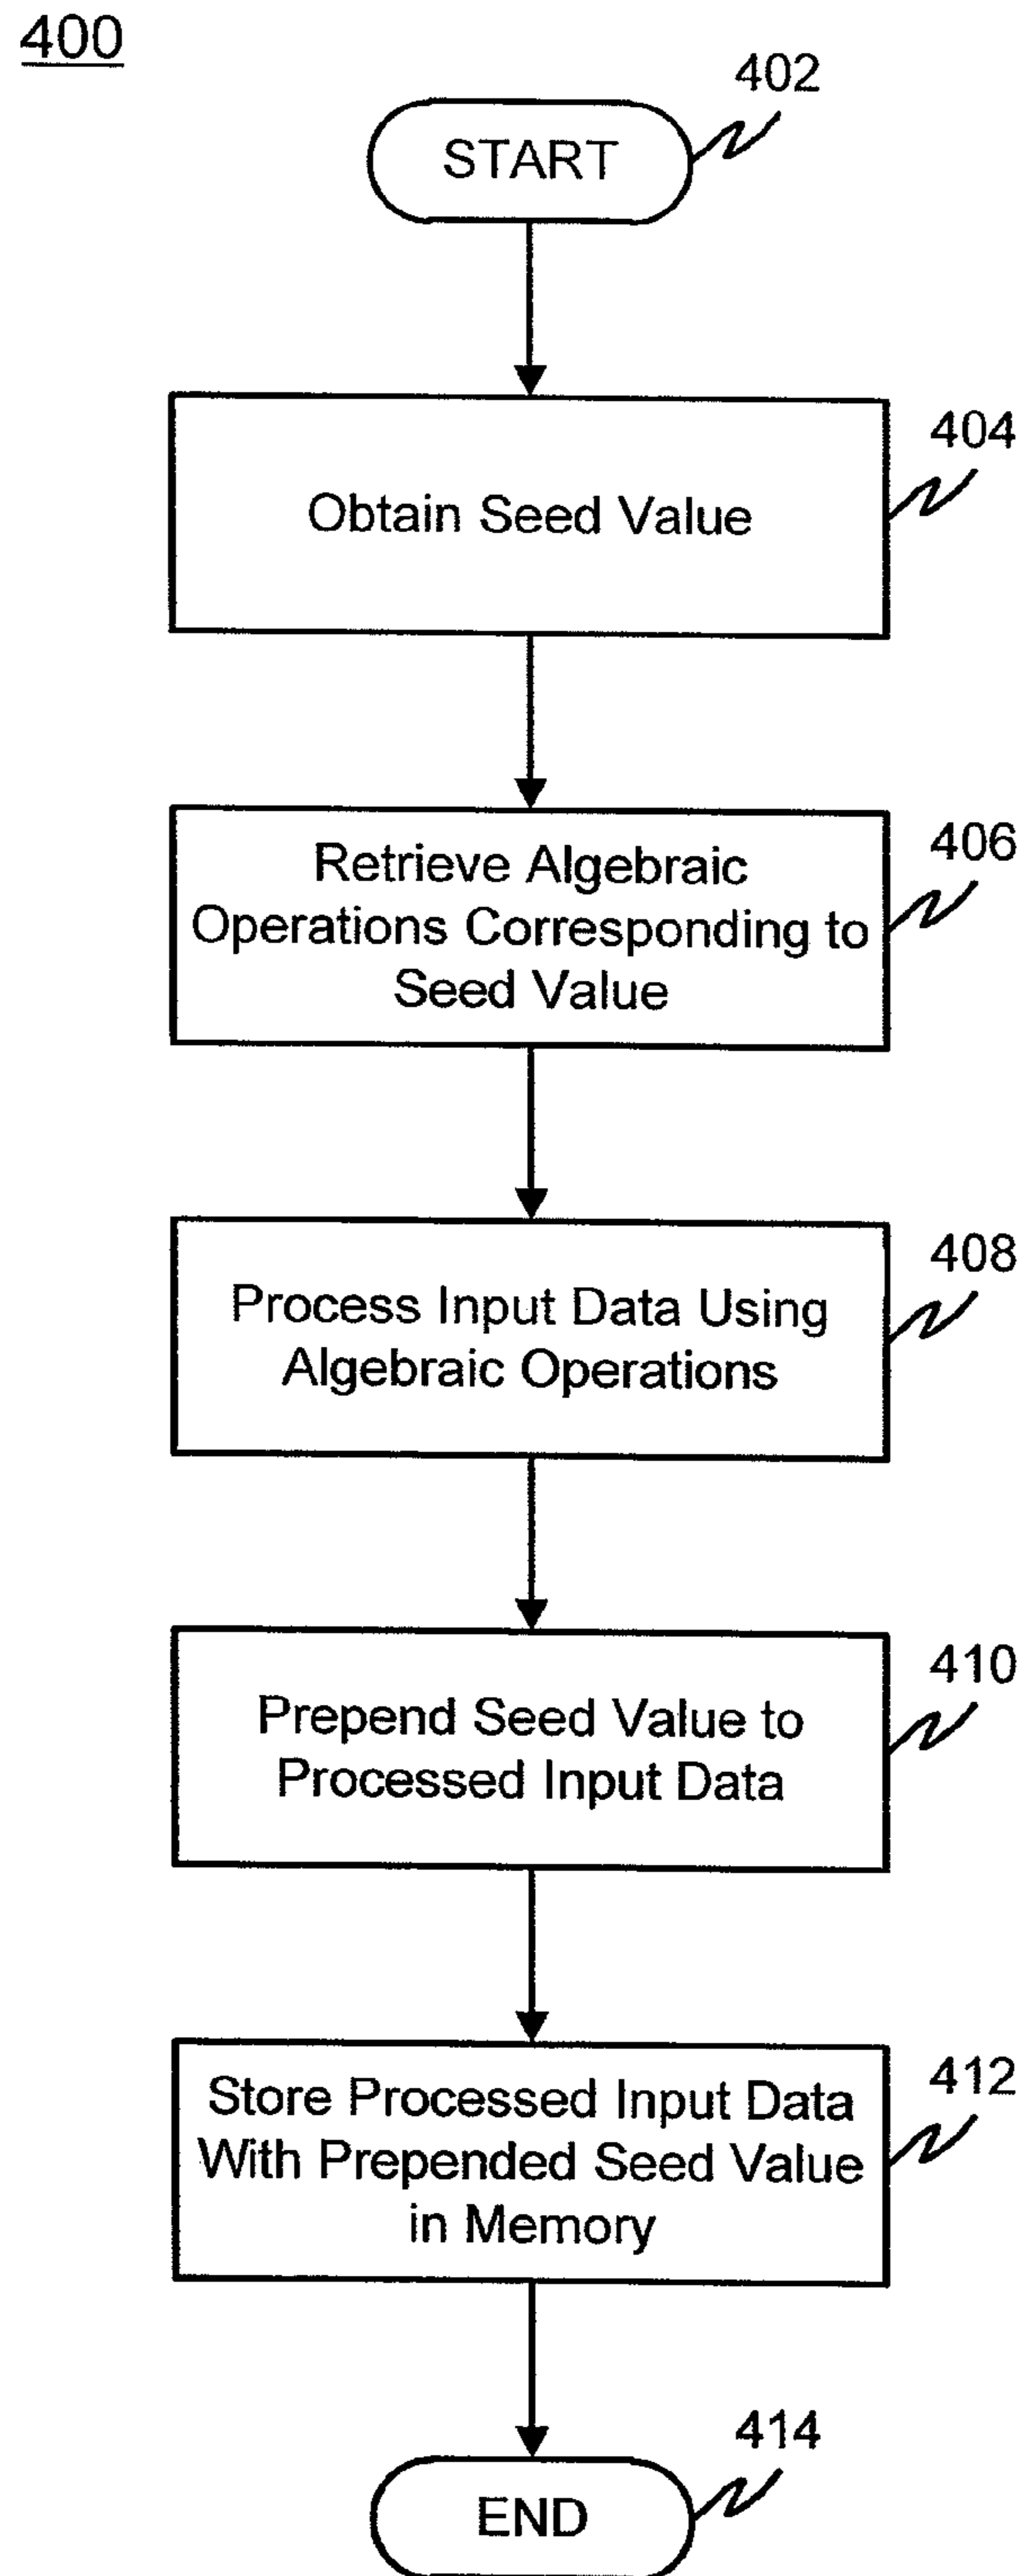 400
402
START
404
Obtain Seed Value
406
Retrieve Algebraic
Operations Corresponding to
Seed Value
408
Process Input Data Using
Algebraic Operations
410
Prepend Seed Value to
Processed Input Data
412
Store Processed Input Data
With Prepended Seed Value
in Memory
414
END